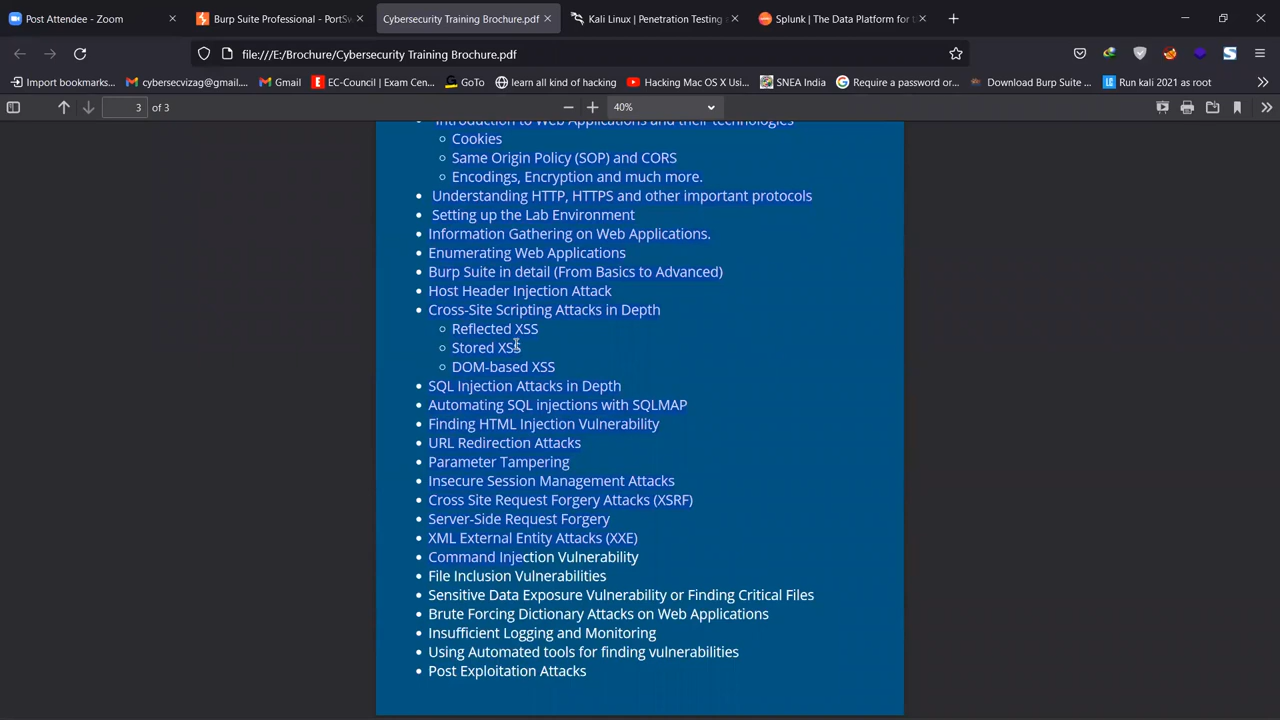 Post Attendee - Zoom
Burp Suite Professional - PortSw
Cybersecurity Training Brochure.pdf
Kali Linux | Penetration Testing
Splunk | The Data Platform for
file:///E:/Brochure/Cybersecurity Training Brochure.pdf
Import bookmarks...
cybersecvizag@gmail....
Gmail
EC-Council | Exam Cen...
GoTo
learn all kind of hacking
Hacking Mac OS X Usi...
SNEA India
Require a password or...
Download Burp Suite ...
Run kali 2021 as root
3 of 3
40%
Introduction to Web Applications and their technologies
Cookies
Same Origin Policy (SOP) and CORS
Encodings, Encryption and much more.
Understanding HTTP, HTTPS and other important protocols
Setting up the Lab Environment
Information Gathering on Web Applications.
Enumerating Web Applications
Burp Suite in detail (From Basics to Advanced)
Host Header Injection Attack
Cross-Site Scripting Attacks in Depth
Reflected XSS
Stored XSS
DOM-based XSS
SQL Injection Attacks in Depth
Automating SQL injections with SQLMAP
Finding HTML Injection Vulnerability
URL Redirection Attacks
Parameter Tampering
Insecure Session Management Attacks
Cross Site Request Forgery Attacks (XSRF)
Server-Side Request Forgery
XML External Entity Attacks (XXE)
Command Injection Vulnerability
File Inclusion Vulnerabilities
Sensitive Data Exposure Vulnerability or Finding Critical Files
Brute Forcing Dictionary Attacks on Web Applications
Insufficient Logging and Monitoring
Using Automated tools for finding vulnerabilities
Post Exploitation Attacks